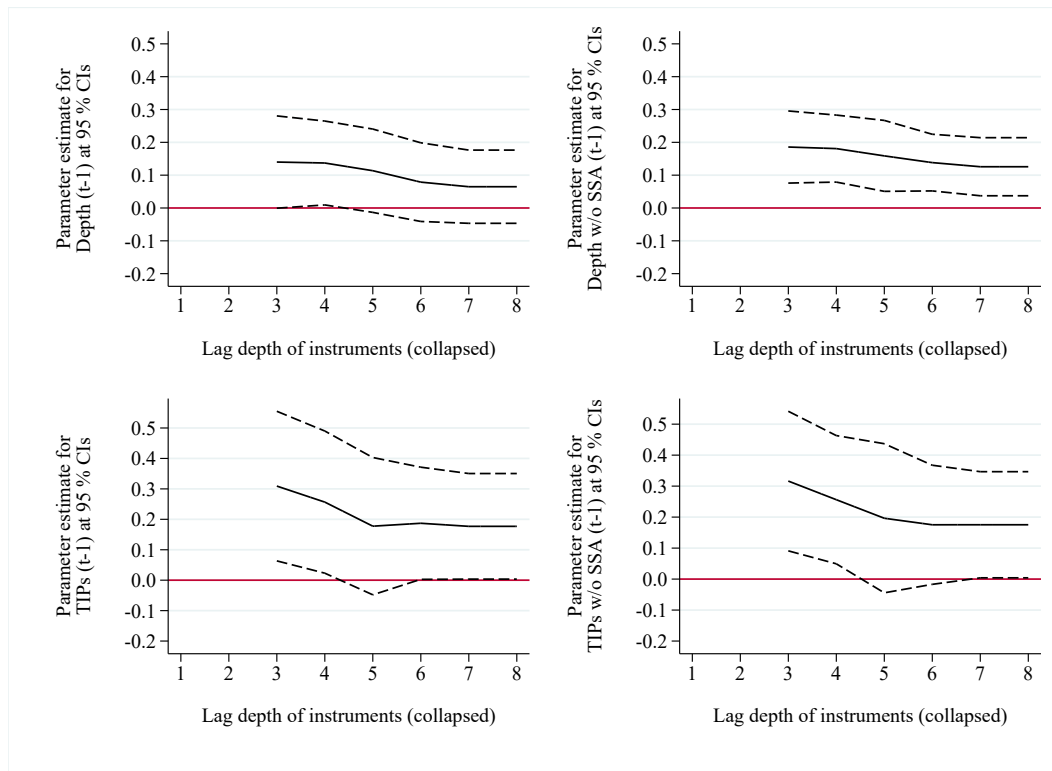 Parameter estimate for
Depth (t-1) at 95 % CIs
0.5
0.4
0.3
0.2
0.1
0.0
-0.1
-0.2
1 2 3 4 5 6 7 8
Lag depth of instruments (collapsed)
Parameter estimate for
Depth w/o SSA (t-1) at 95 % CIs
0.5
0.4
0.3
0.2
0.1
0.0
-0.1
-0.2
1 2 3 4 5 6 7 8
Lag depth of instruments (collapsed)
Parameter estimate for
TIPs (t-1) at 95 % CIs
0.5
0.4
0.3
0.2
0.1
0.0
-0.1
-0.2
1 2 3 4 5 6 7 8
Lag depth of instruments (collapsed)
Parameter estimate for
TIPs w/o SSA (t-1) at 95 % CIs
0.5
0.4
0.3
0.2
0.1
0.0
-0.1
-0.2
1 2 3 4 5 6 7 8
Lag depth of instruments (collapsed)